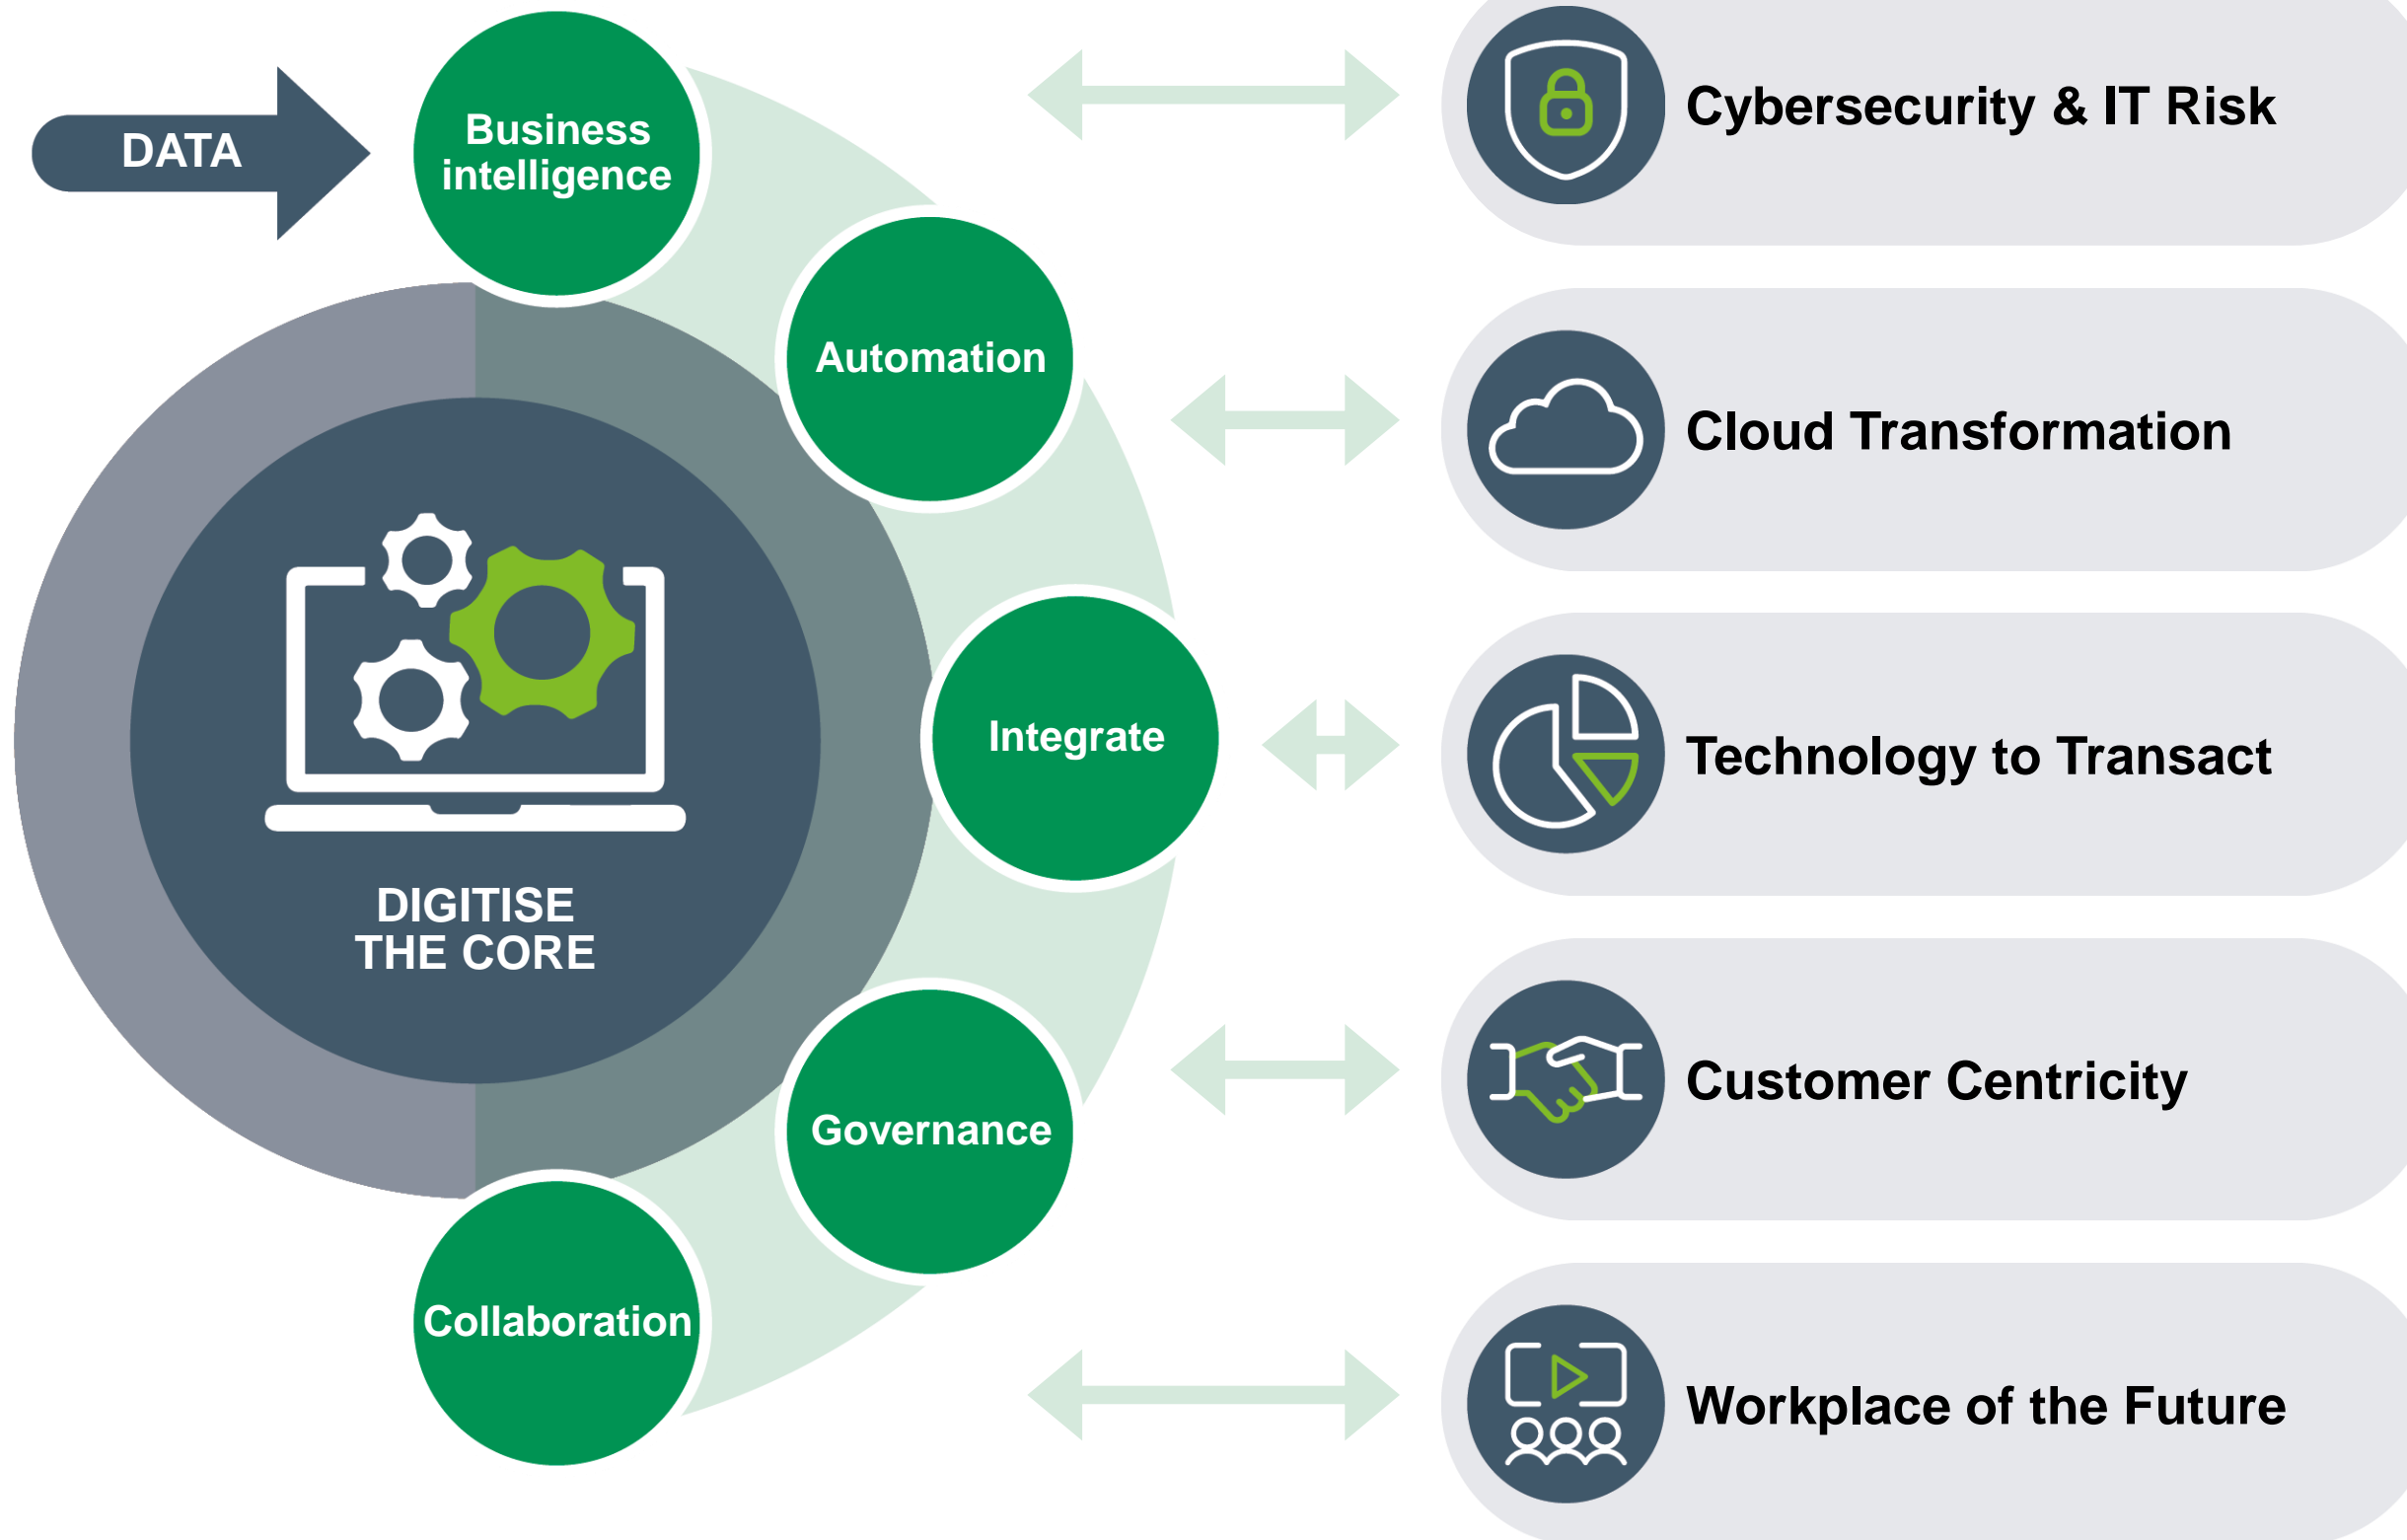 DATA
Business
intelligence
Automation
Integrate
Governance
Collaboration
DIGITISE
THE CORE
Cybersecurity & IT Risk
Cloud Transformation
Technology to Transact
Customer Centricity
Workplace of the Future